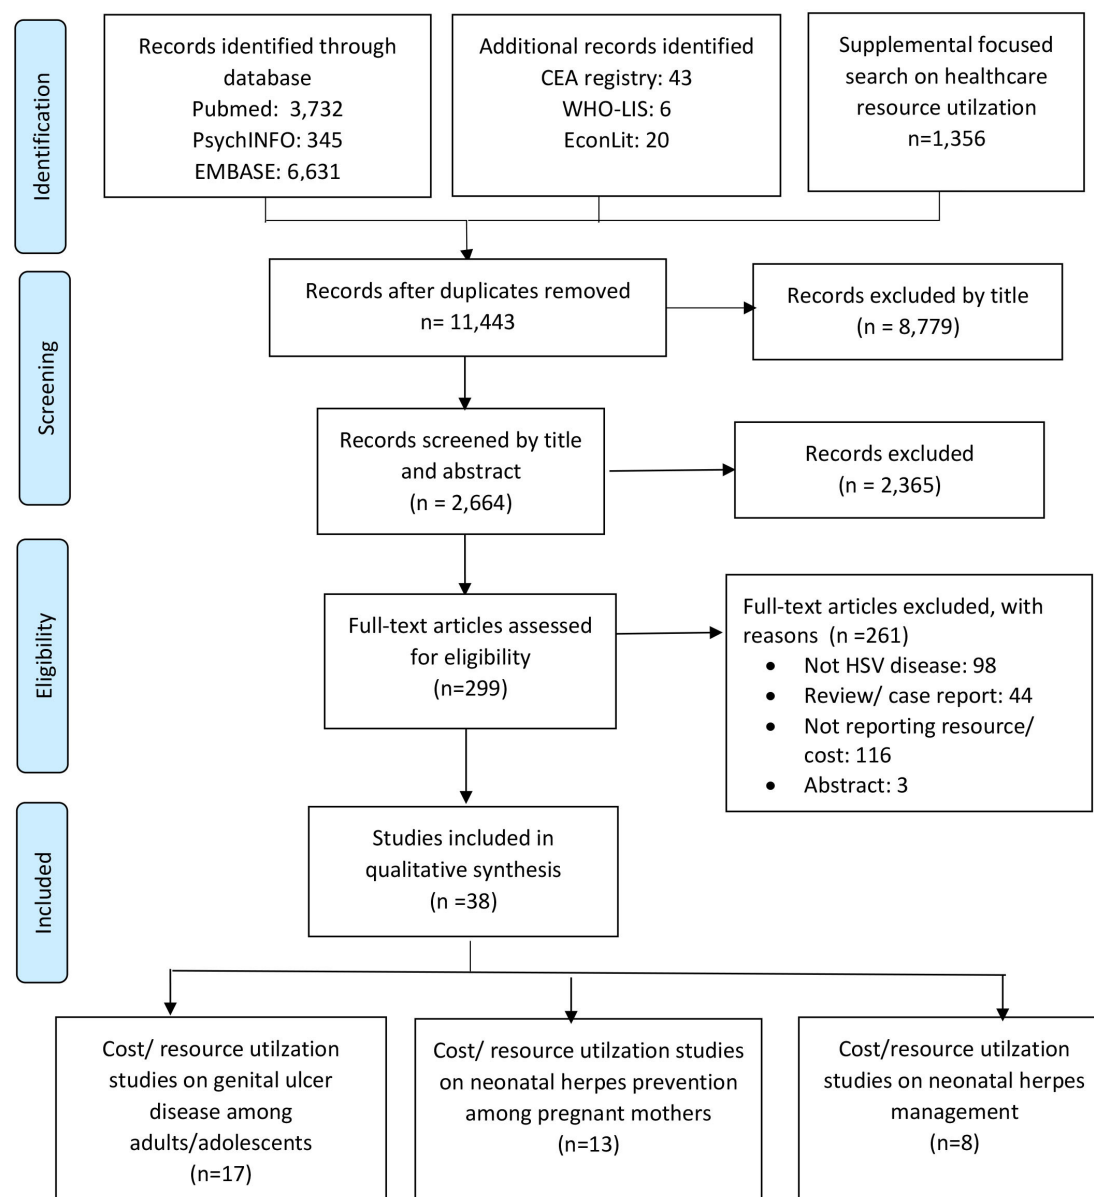 Identification
Records identified through
database
Pubmed: 3,732
PsychINFO: 345
EMBASE: 6,631
Additional records identified
CEA registry: 43
WHO-LIS: 6
EconLit: 20
Supplemental focused
search on healthcare
resource utilzation
n=1,356
Screening
Records after duplicates removed
n= 11,443
Records excluded by title
(n = 8,779)
Records screened by title
and abstract
(n = 2,664)
Records excluded
(n = 2,365)
Eligibility
Full-text articles assessed
for eligibility
(n=299)
Full-text articles excluded, with
reasons (n =261)
• Not HSV disease: 98
• Review/ case report: 44
• Not reporting resource/
cost: 116
• Abstract: 3
Included
Studies included in
qualitative synthesis
(n =38)
Cost/ resource utilzation
studies on genital ulcer
disease among
adults/adolescents
(n=17)
Cost/ resource utilzation studies
on neonatal herpes prevention
among pregnant mothers
(n=13)
Cost/resource utilzation
studies on neonatal herpes
management
(n=8)